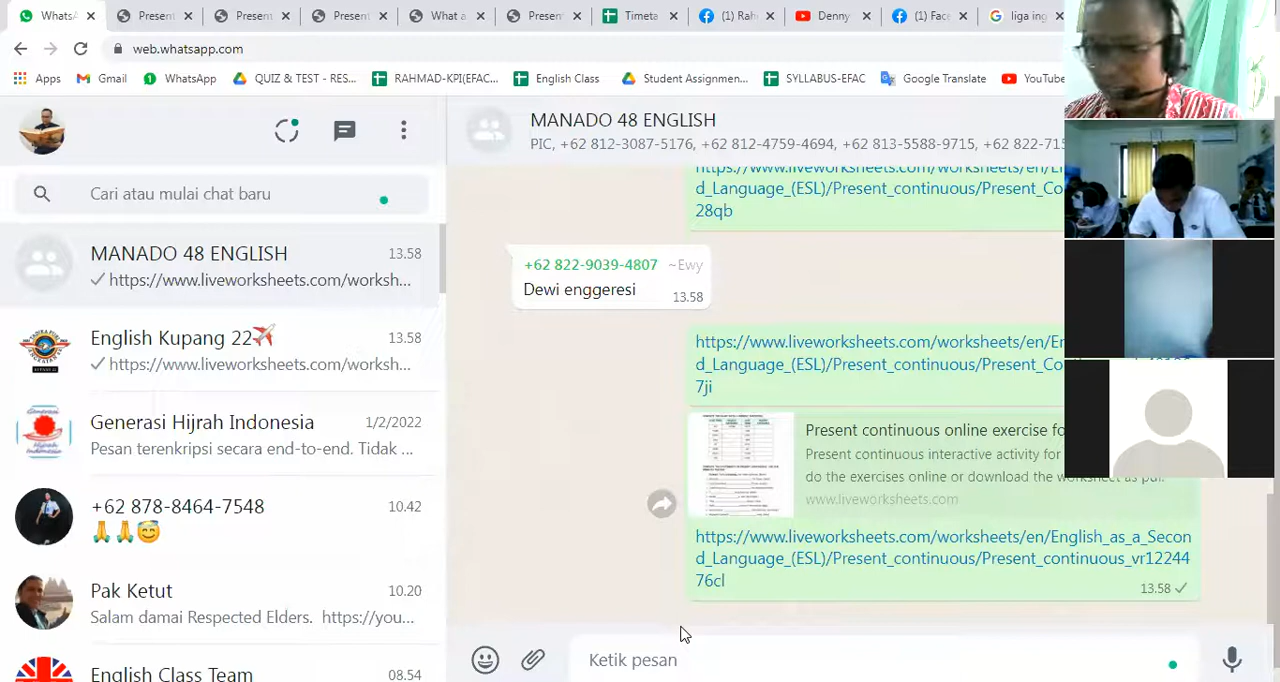 WhatsA
Present
Present
Present
What a
Presen
Timeta
(1) Rah
Denny
(1) Face
liga ing
web.whatsapp.com
Apps
Gmail
WhatsApp
QUIZ & TEST - RES...
RAHMAD-KPI(EFAC...
English Class
Student Assignmen...
SYLLABUS-EFAC
Google Translate
YouTube
MANADO 48 ENGLISH
PIC, +62 812-3087-5176, +62 812-4759-4694, +62 813-5588-9715, +62 822-715
Cari atau mulai chat baru
MANADO 48 ENGLISH
13.58
https://www.liveworksheets.com/worksh...
English Kupang 22
13.58
https://www.liveworksheets.com/worksh...
Generasi Hijrah Indonesia
1/2/2022
Pesan terenkripsi secara end-to-end. Tidak ...
+62 878-6464-7548
10.42
Pak Ketut
10.20
Salam damai Respected Elders. https://you...
English Class Team
08.54
https://www.liveworksheets.com/worksheets/en/En
d_Language_(ESL)/Present_continuous/Present_Co
28qb
+62 822-9039-4807 ~Ewy
Dewi enggeresi
13.58
https://www.liveworksheets.com/worksheets/en/En
d_Language_(ESL)/Present_continuous/Present_Co
7ji
Present continuous online exercise fo
Present continuous interactive activity for
do the exercises online or download the worksheet as pdf.
www.liveworksheets.com
https://www.liveworksheets.com/worksheets/en/English_as_a_Secon
d_Language_(ESL)/Present_continuous/Present_continuous_vr12244
76cl
13.58
Ketik pesan